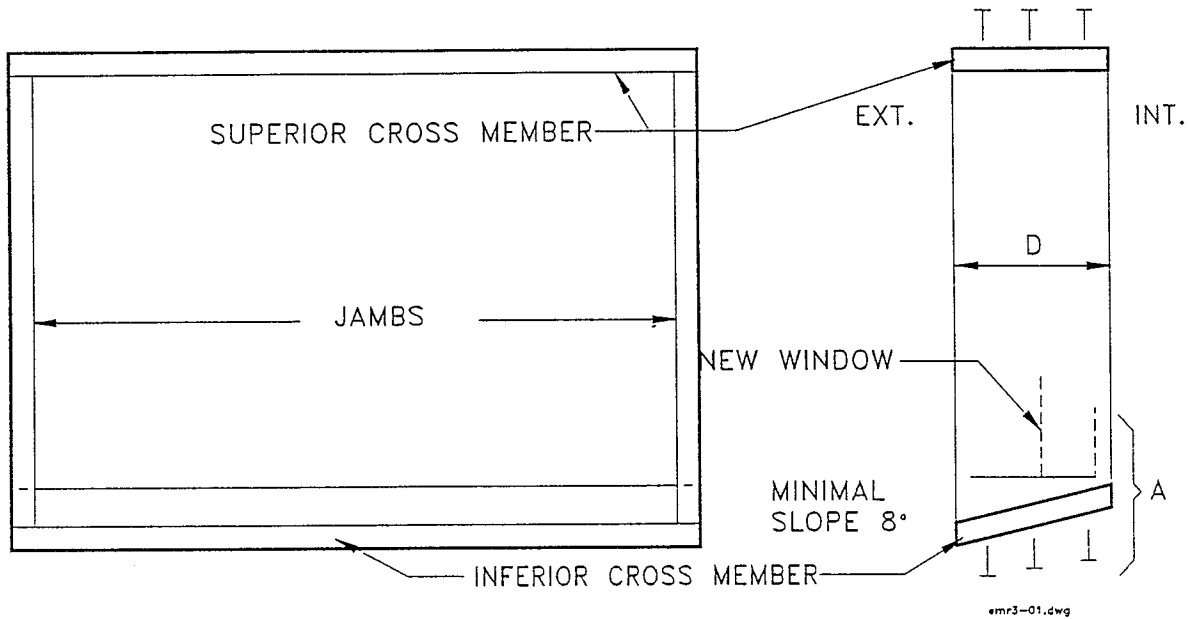 SUPERIOR CROSS MEMBER
EXT.
INT.
D
JAMBS
NEW WINDOW
MINIMAL
SLOPE 8°
A
INFERIOR CROSS MEMBER
emr3-01.dwg